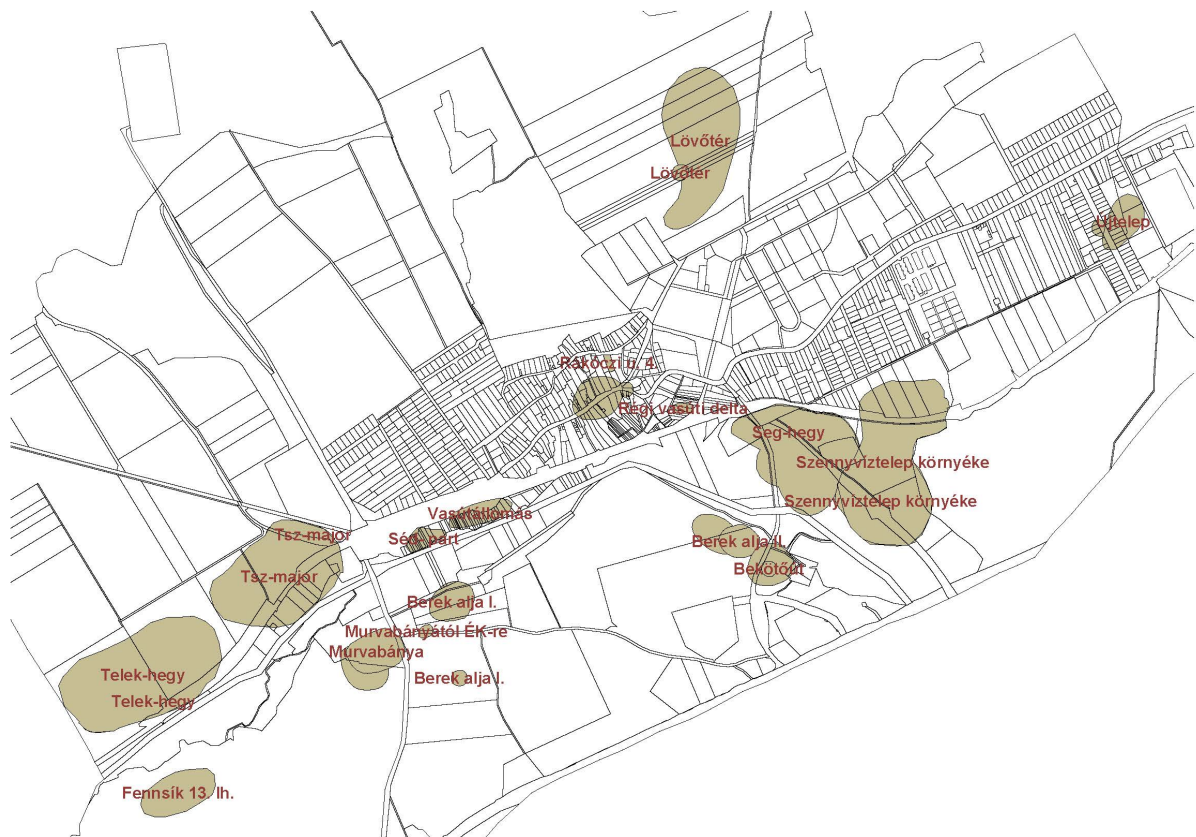 Lövőtér
Lövőtér
Újtelep
Rákóczi u. 4.
Régi vasúti delta
Ség-hegy
Szennyvíztelep környéke
Szennyvíztelep környéke
Vasútállomás
Tsz-major
Séd- part
Berek alja II.
Bekötőút
Tsz-major
Berek alja I.
Murvabányától ÉK-re
Murvabánya
Telek-hegy
Berek alja I.
Telek-hegy
Fennsík 13. lh.